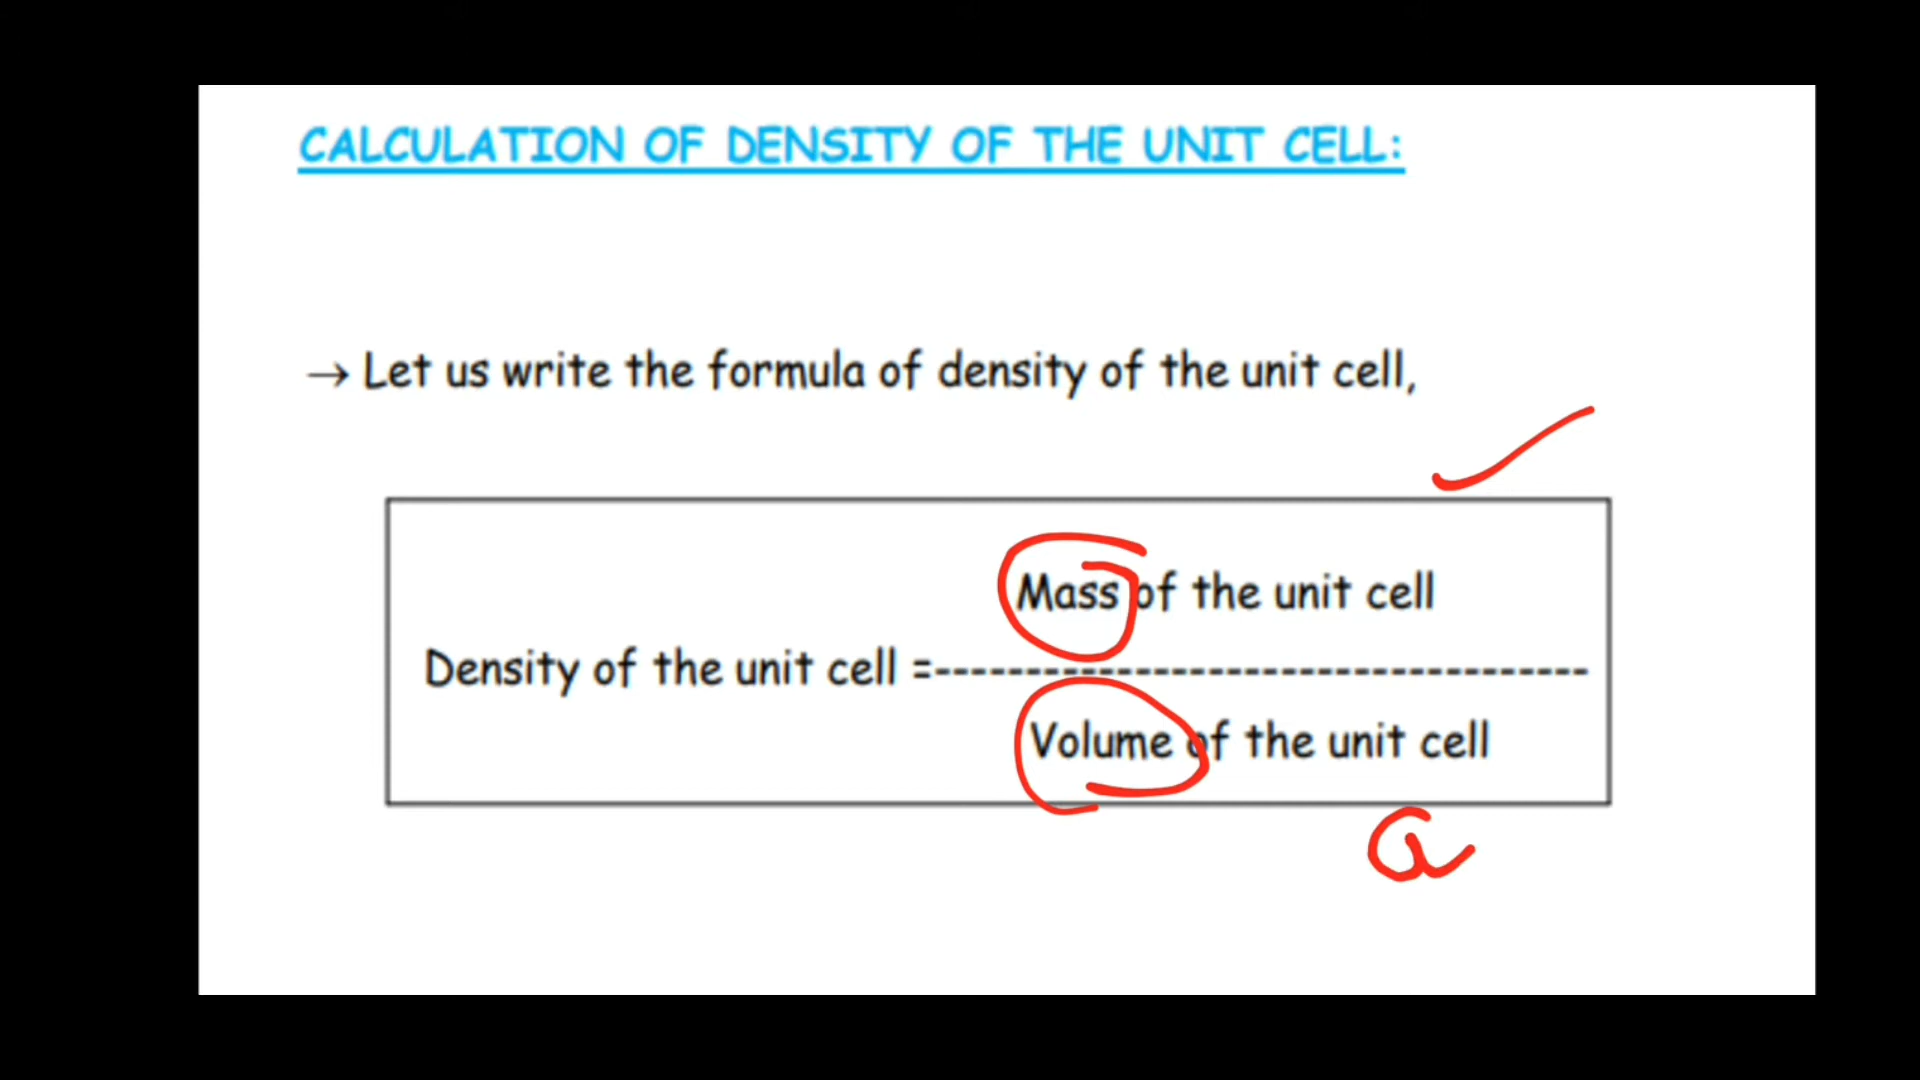 CALCULATION OF DENSITY OF THE UNIT CELL:
→ Let us write the formula of density of the unit cell,
Mass of the unit cell
Density of the unit cell =------------------------------------
Volume of the unit cell
a